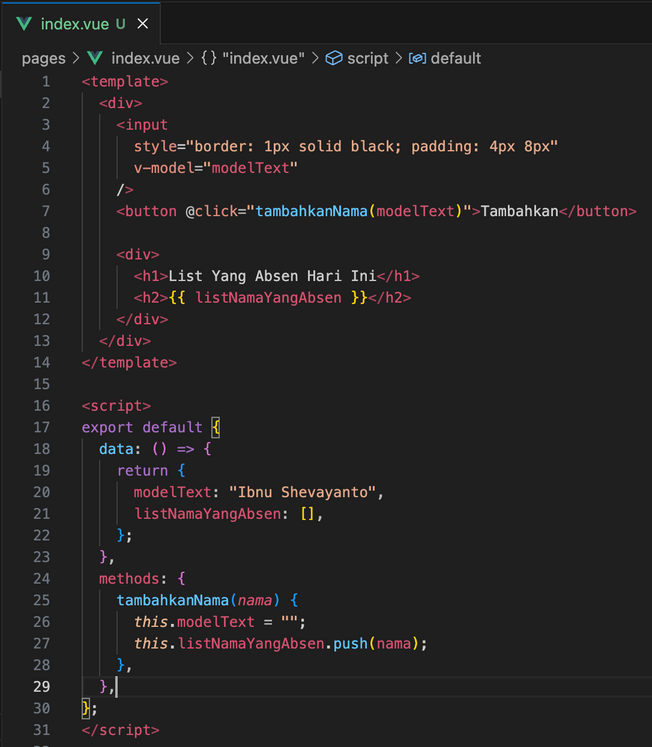 index.vue U ×
pages > index.vue > {} "index.vue" > script > default
1 <template>
2   <div>
3     <input
4       style="border: 1px solid black; padding: 4px 8px"
5       v-model="modelText"
6     />
7     <button @click="tambahkanNama(modelText)">Tambahkan</button>
8
9     <div>
10       <h1>List Yang Absen Hari Ini</h1>
11       <h2>{{ listNamaYangAbsen }}</h2>
12     </div>
13   </div>
14 </template>
15
16 <script>
17 export default {
18   data: () => {
19     return {
20       modelText: "Ibnu Shevayanto",
21       listNamaYangAbsen: [],
22     };
23   },
24   methods: {
25     tambahkanNama(nama) {
26       this.modelText = "";
27       this.listNamaYangAbsen.push(nama);
28     },
29   },
30 };
31 </script>